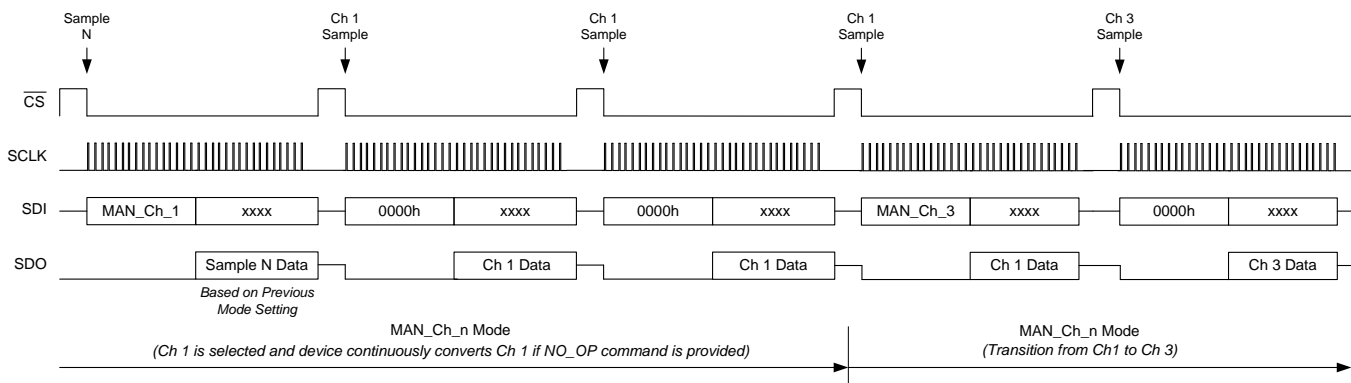 Sample
N
Ch 1
Sample
Ch 1
Sample
Ch 1
Sample
Ch 3
Sample
CS
SCLK
SDI
MAN_Ch_1
xxxx
0000h
xxxx
0000h
xxxx
MAN_Ch_3
xxxx
0000h
xxxx
SDO
Sample N Data
Ch 1 Data
Ch 1 Data
Ch 1 Data
Ch 3 Data
Based on Previous
Mode Setting
MAN_Ch_n Mode
(Ch 1 is selected and device continuously converts Ch 1 if NO_OP command is provided)
MAN_Ch_n Mode
(Transition from Ch1 to Ch 3)